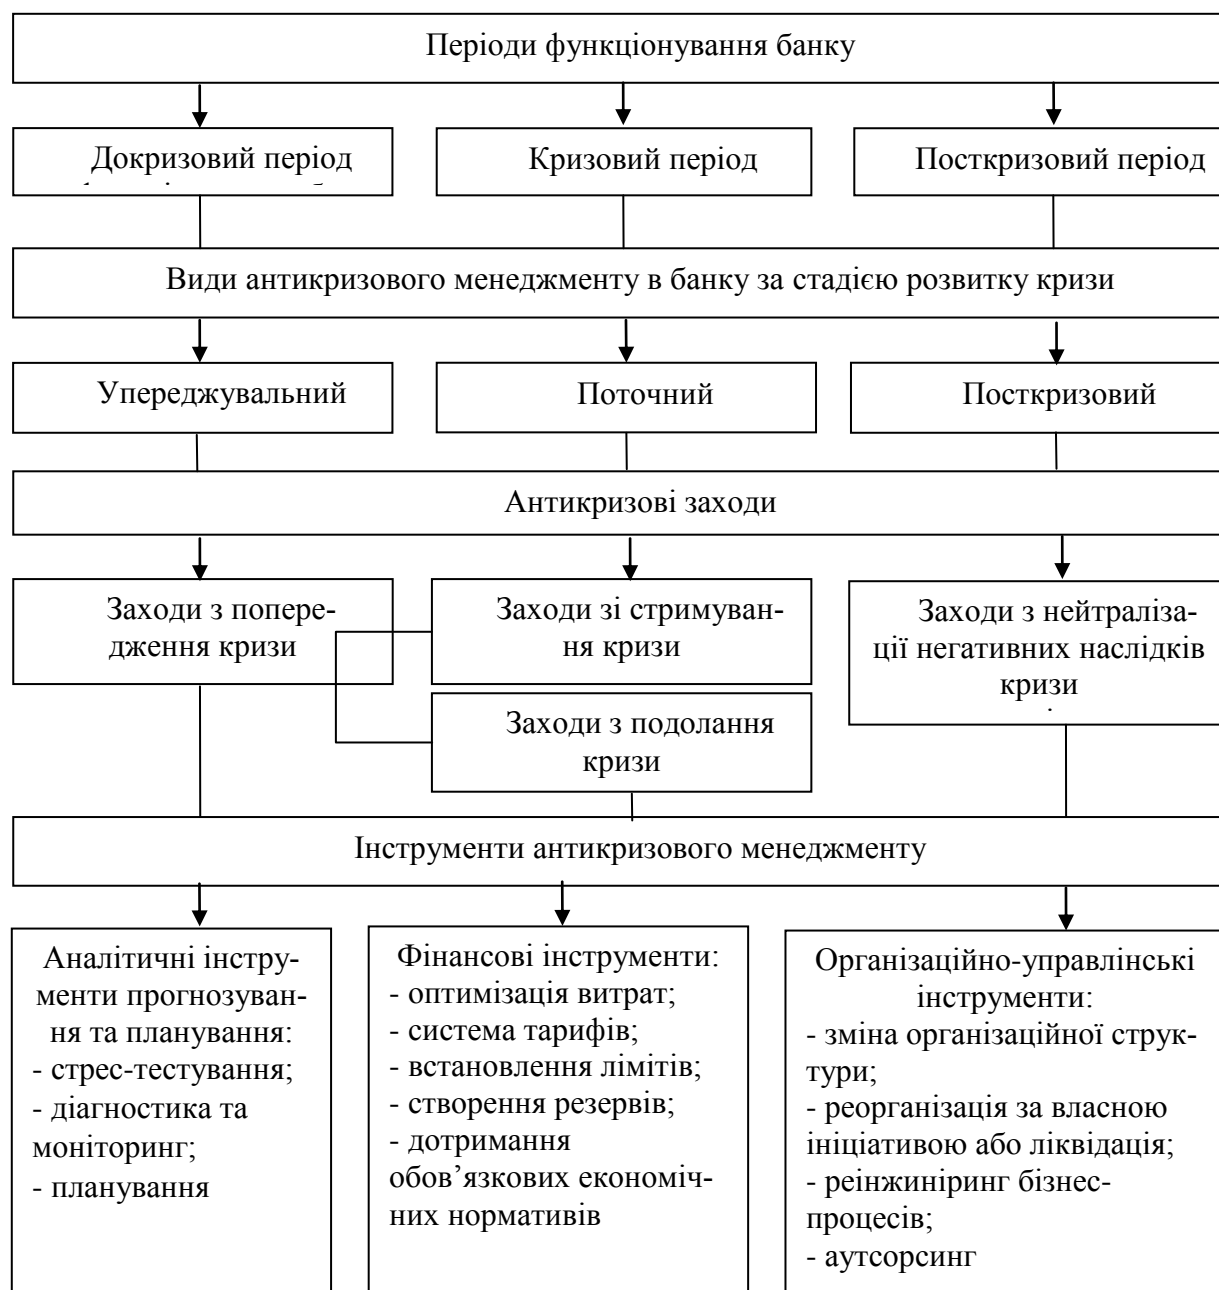 Періоди функціонування банку
Докризовий період
Кризовий період
Посткризовий період
Види антикризового менеджменту в банку за стадією розвитку кризи
Упереджувальний
Поточний
Посткризовий
Антикризові заходи
Заходи з попере-
дження кризи
Заходи зі стримуван-
ня кризи
Заходи з нейтраліза-
ції негативних наслідків
кризи
Заходи з подолання
кризи
Інструменти антикризового менеджменту
Аналітичні інстру-
менти прогнозуван-
ня та планування:
- стрес-тестування;
- діагностика та
моніторинг;
- планування
Фінансові інструменти:
- оптимізація витрат;
- система тарифів;
- встановлення лімітів;
- створення резервів;
- дотримання
обов’язкових економіч-
них нормативів
Організаційно-управлінські
інструменти:
- зміна організаційної струк-
тури;
- реорганізація за власною
ініціативою або ліквідація;
- реінжиніринг бізнес-
процесів;
- аутсорсинг